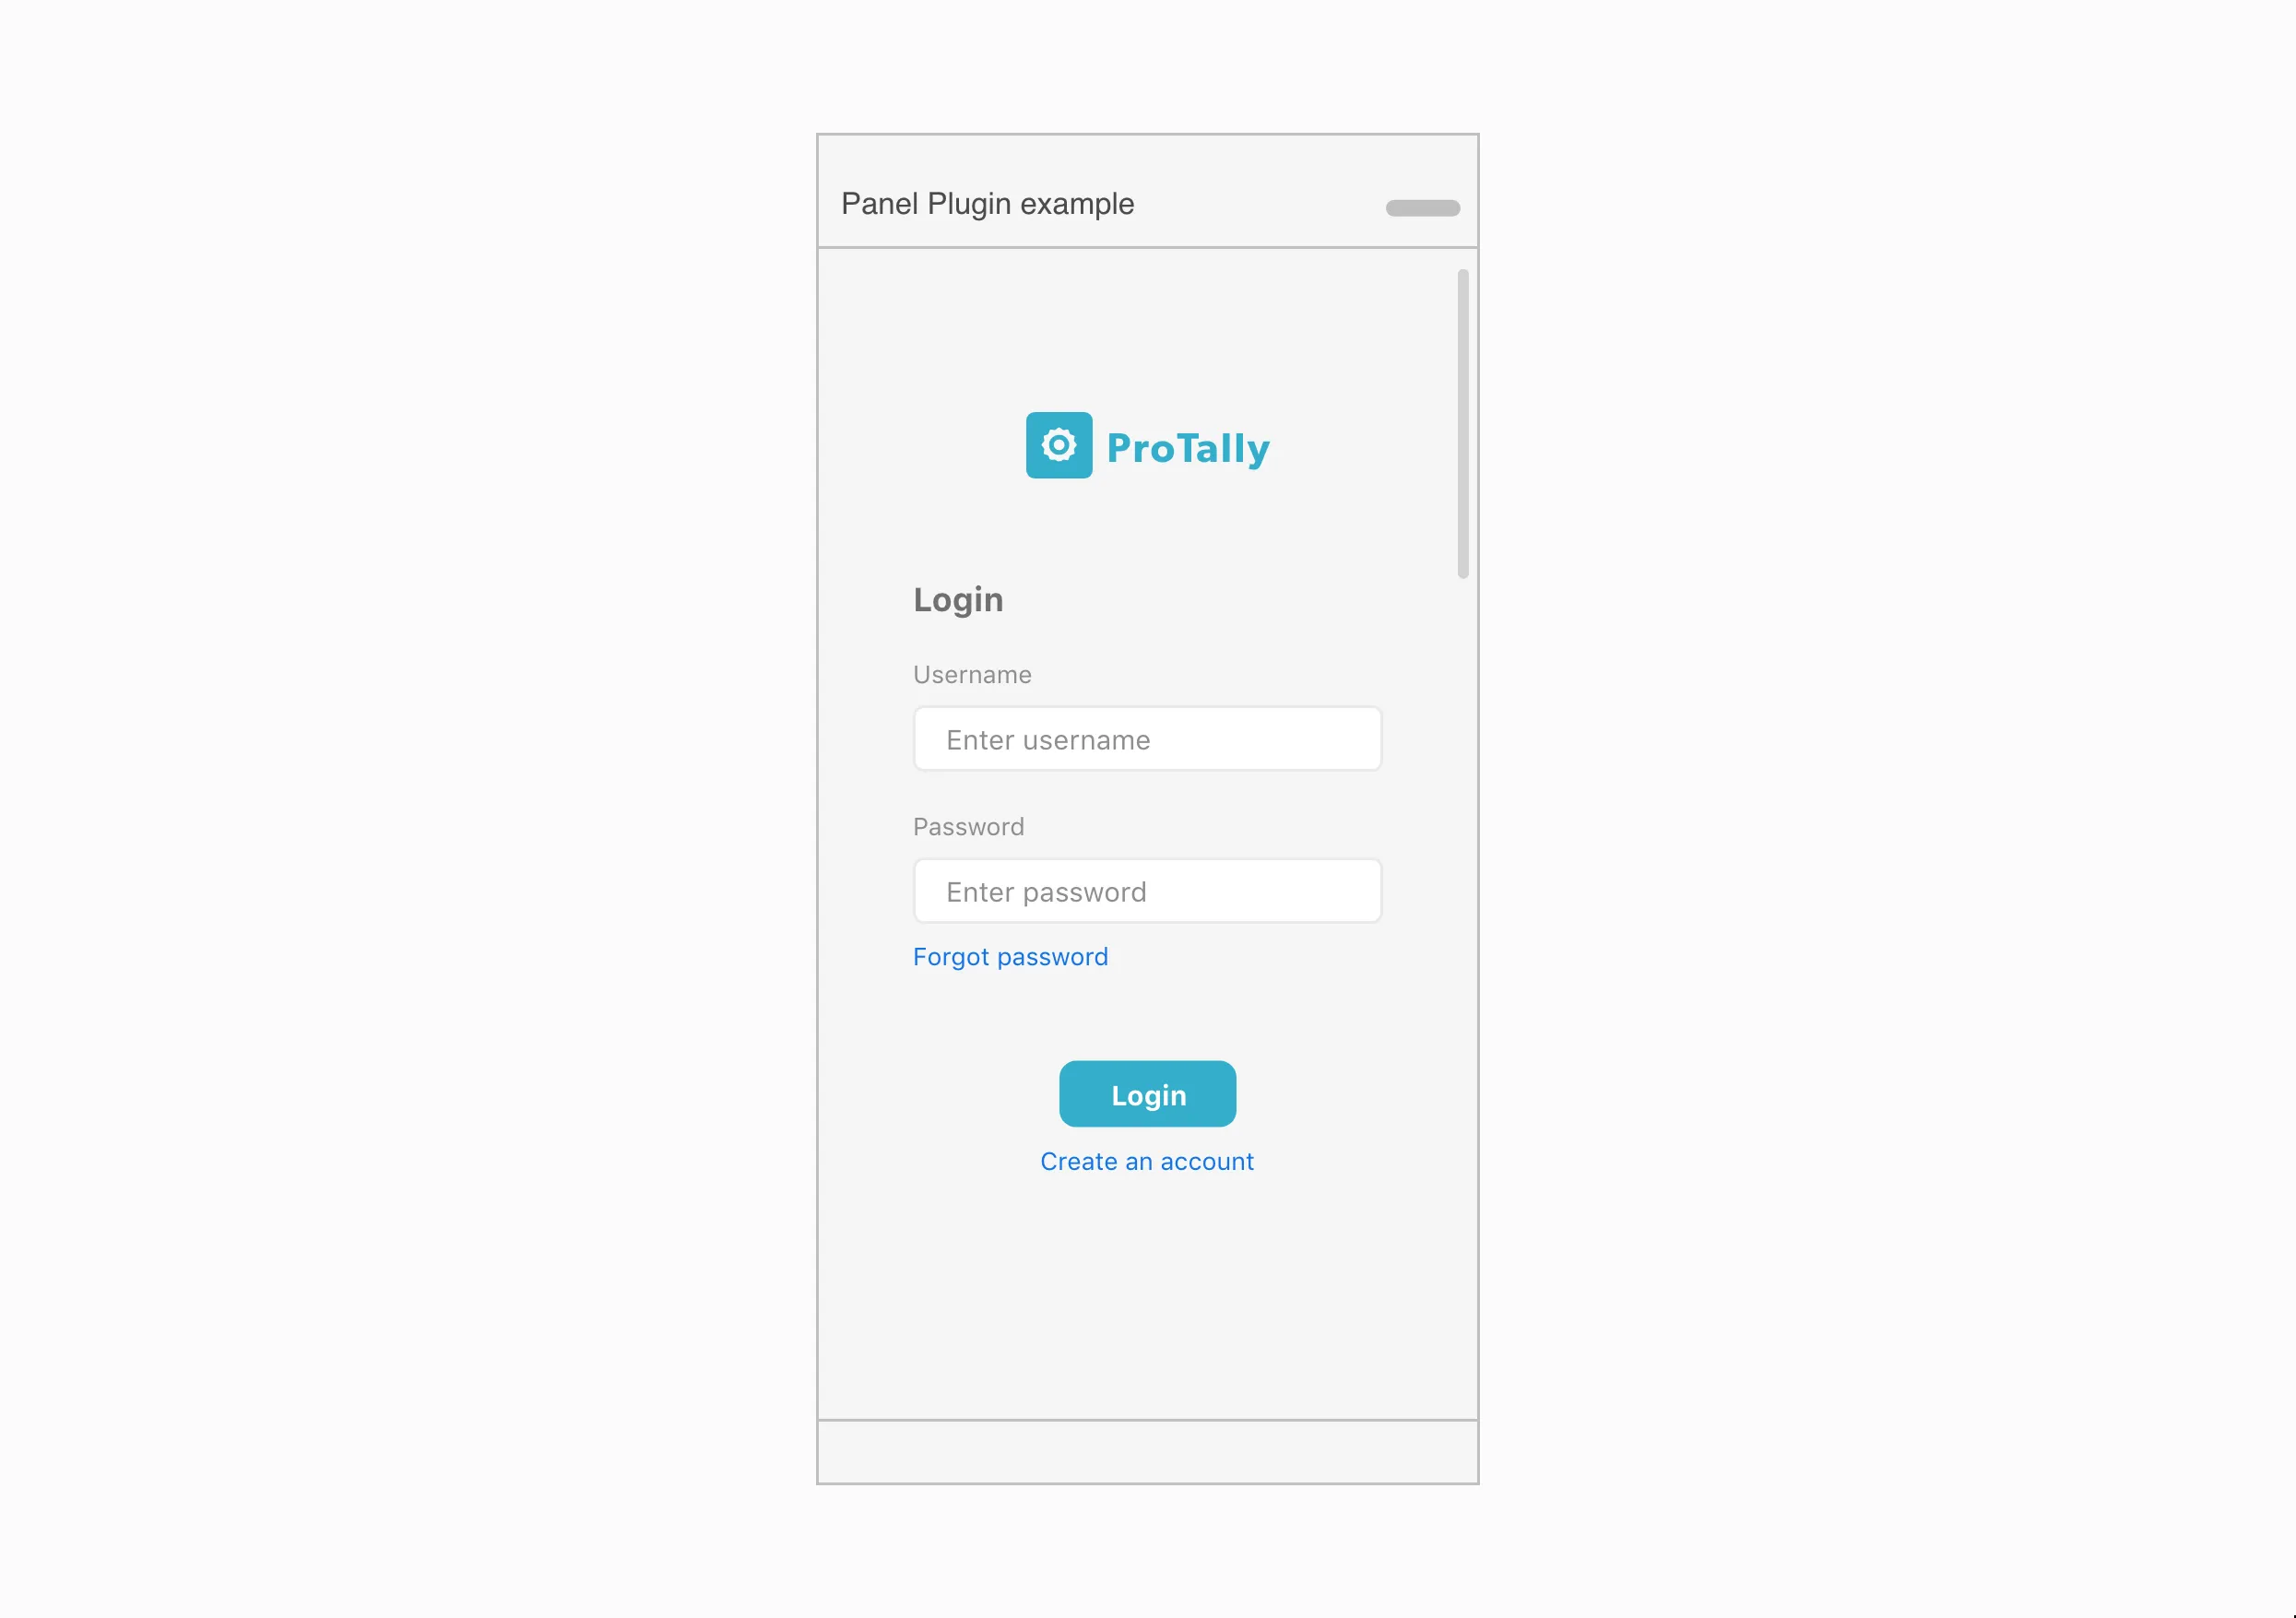 Panel Plugin example
ProTally
Login
Username
Enter username
Password
Enter password
Forgot password
Login
Create an account